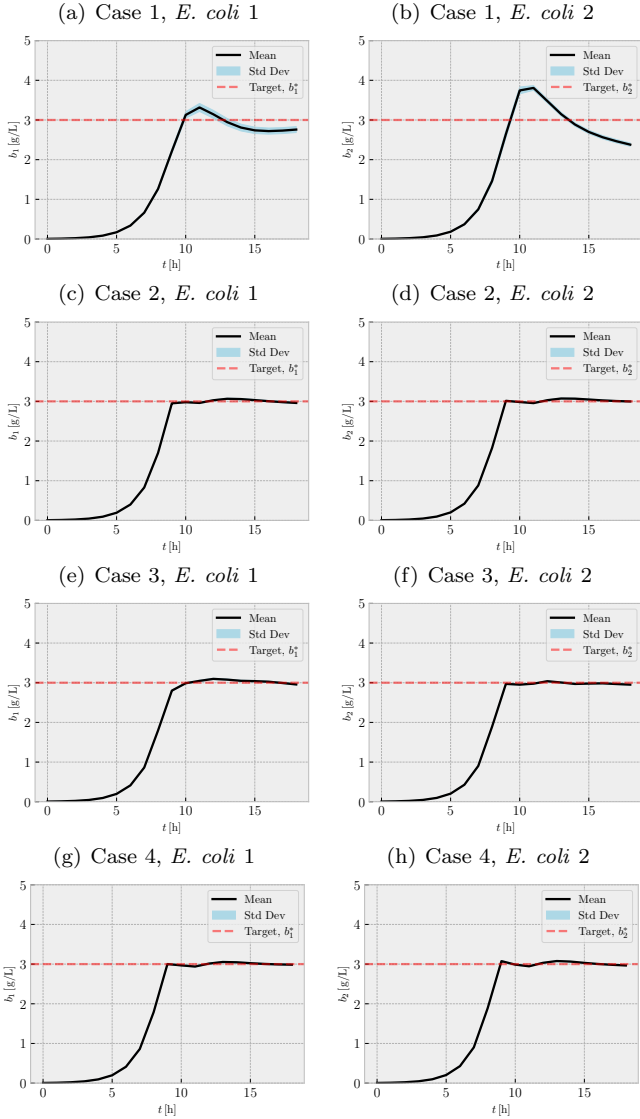 (a) Case 1, E. coli 1
(b) Case 1, E. coli 2
5
4
3
2
1
0
b₁ [g/L]
Mean
Std Dev
Target, b₁*
0
5
10
15
t [h]
5
4
3
2
1
0
b₂ [g/L]
Mean
Std Dev
Target, b₂*
0
5
10
15
t [h]
(c) Case 2, E. coli 1
(d) Case 2, E. coli 2
5
4
3
2
1
0
b₁ [g/L]
Mean
Std Dev
Target, b₁*
0
5
10
15
t [h]
5
4
3
2
1
0
b₂ [g/L]
Mean
Std Dev
Target, b₂*
0
5
10
15
t [h]
(e) Case 3, E. coli 1
(f) Case 3, E. coli 2
5
4
3
2
1
0
b₁ [g/L]
Mean
Std Dev
Target, b₁*
0
5
10
15
t [h]
5
4
3
2
1
0
b₂ [g/L]
Mean
Std Dev
Target, b₂*
0
5
10
15
t [h]
(g) Case 4, E. coli 1
(h) Case 4, E. coli 2
5
4
3
2
1
0
b₁ [g/L]
Mean
Std Dev
Target, b₁*
0
5
10
15
t [h]
5
4
3
2
1
0
b₂ [g/L]
Mean
Std Dev
Target, b₂*
0
5
10
15
t [h]